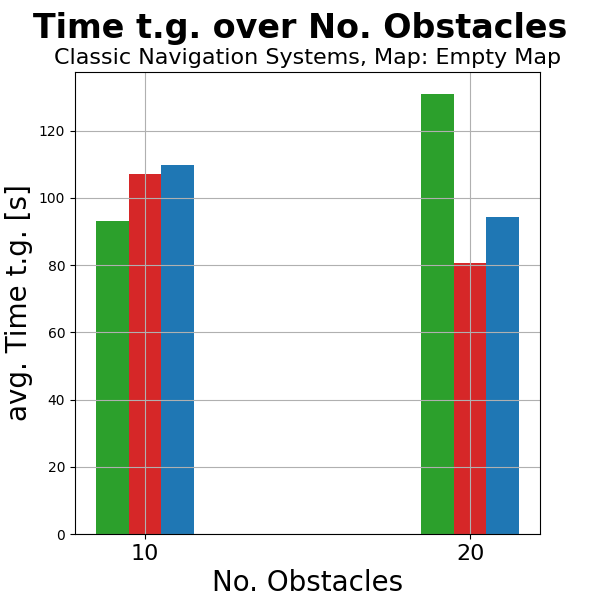 Time t.g. over No. Obstacles
Classic Navigation Systems, Map: Empty Map
avg. Time t.g. [s]
120
100
80
60
40
20
0
10
20
No. Obstacles